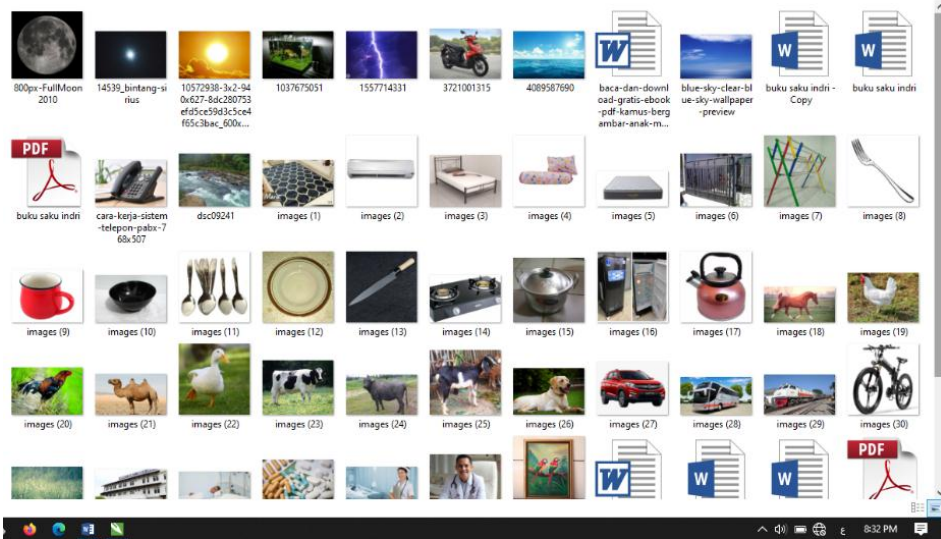 800px-FullMoon
2010
14539_bintang-si
rius
10572938-3x2-94
0x627-8dc280753
efd5ce59d3c5ce4
f65c3bac_600x...
1037675051
1557714331
3721001315
4089587690
baca-dan-downl
oad-gratis-ebook
-pdf-kamus-berg
ambar-anak-m...
blue-sky-clear-bl
ue-sky-wallpaper
-preview
buku saku indri -
Copy
buku saku indri
PDF
buku saku indri
cara-kerja-sistem
-telepon-pabx-7
68x507
dsc09241
images (1)
images (2)
images (3)
images (4)
images (5)
images (6)
images (7)
images (8)
images (9)
images (10)
images (11)
images (12)
images (13)
images (14)
images (15)
images (16)
images (17)
images (18)
images (19)
images (20)
images (21)
images (22)
images (23)
images (24)
images (25)
images (26)
images (27)
images (28)
images (29)
images (30)
W
W
W
PDF
ع
8:32 PM